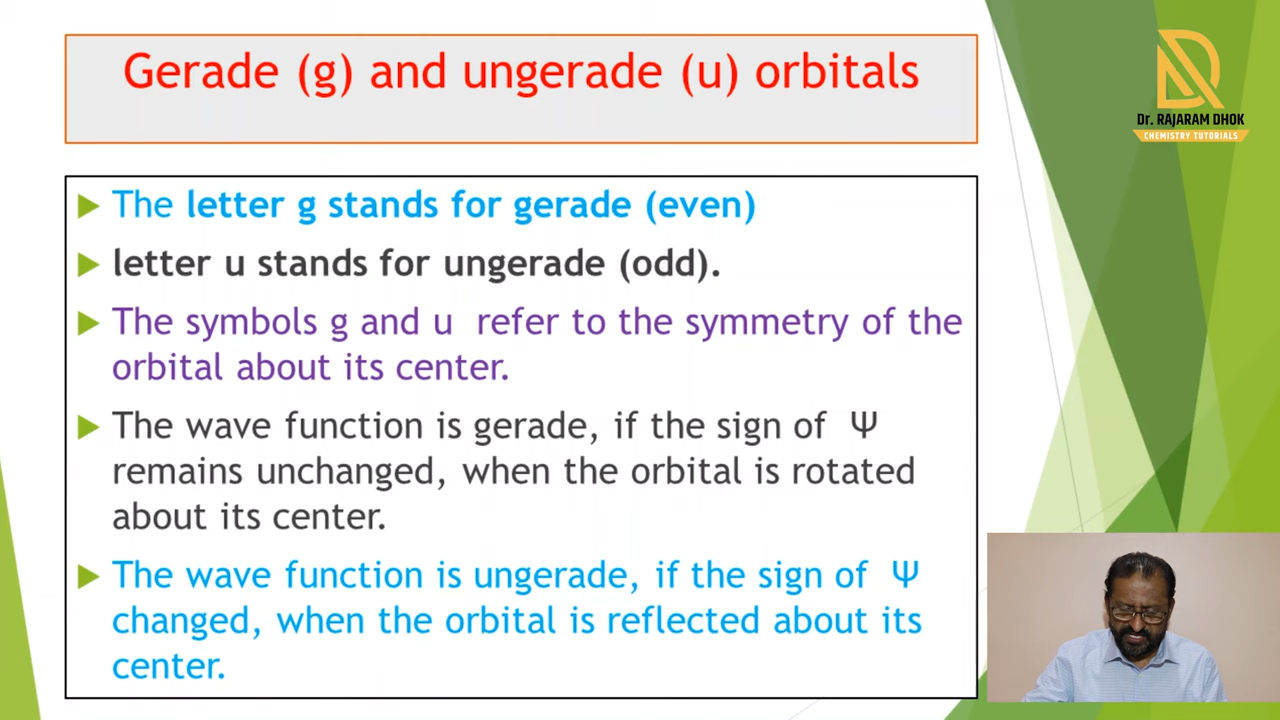 Gerade (g) and ungerade (u) orbitals
Dr. RAJARAM DHOK
CHEMISTRY TUTORIALS
The letter g stands for gerade (even)
letter u stands for ungerade (odd).
The symbols g and u refer to the symmetry of the
orbital about its center.
The wave function is gerade, if the sign of Ψ
remains unchanged, when the orbital is rotated
about its center.
The wave function is ungerade, if the sign of Ψ
changed, when the orbital is reflected about its
center.